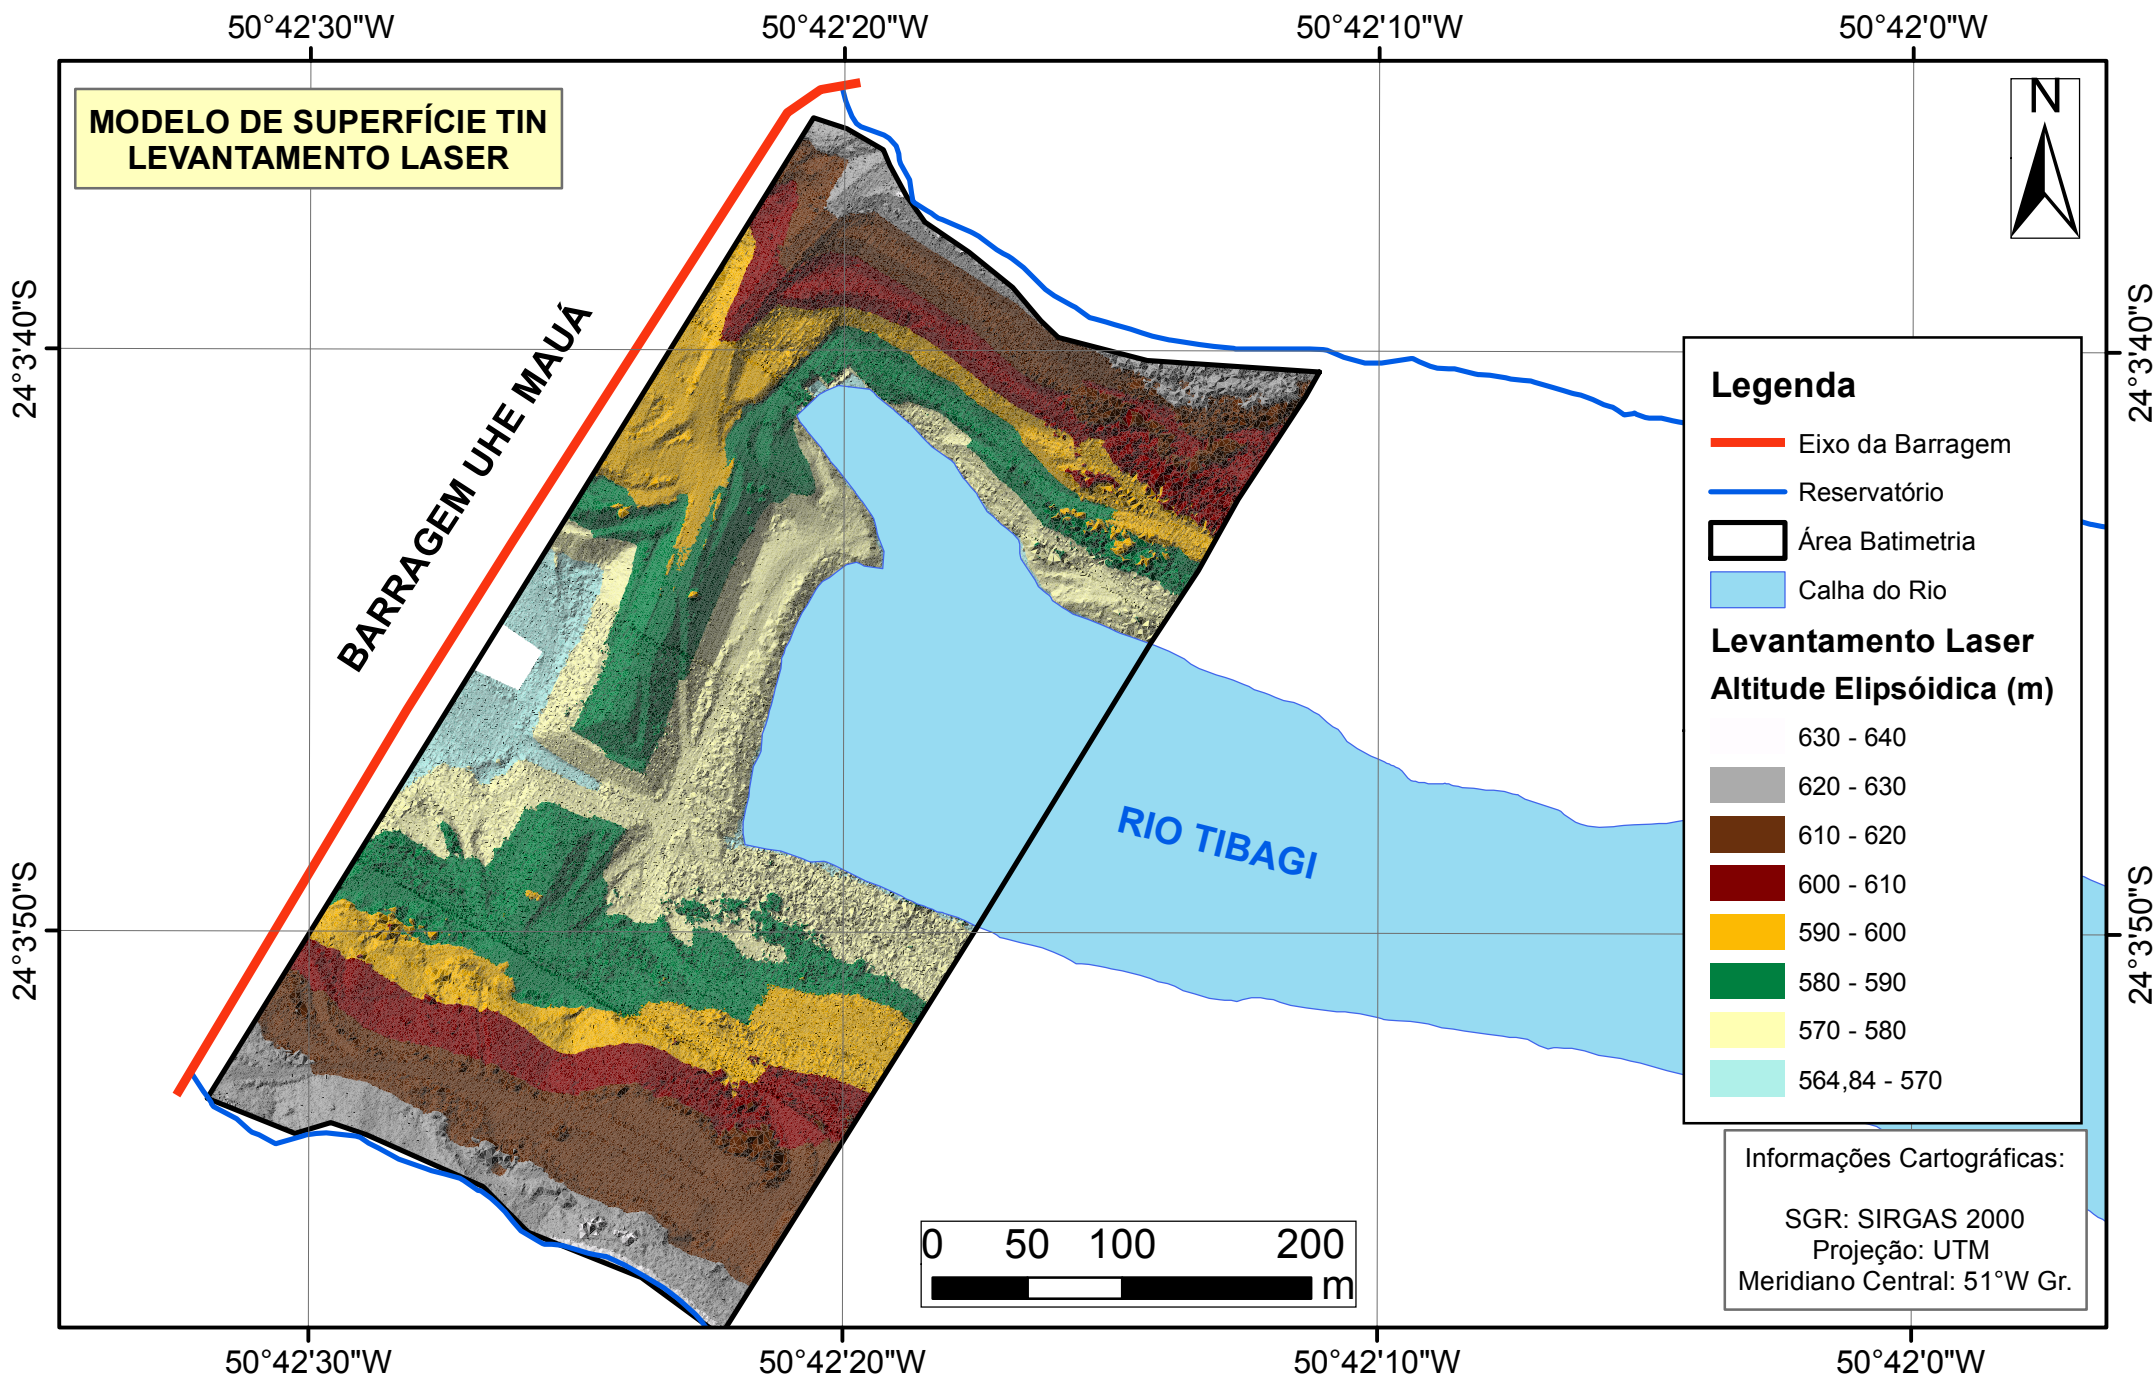 50°42'30"W
50°42'20"W
50°42'10"W
50°42'0"W
MODELO DE SUPERFÍCIE TIN
LEVANTAMENTO LASER
N
24°3'40"S
24°3'40"S
BARRAGEM UHE MAUÁ
Legenda
Eixo da Barragem
Reservatório
Área Batimetria
Calha do Rio
Levantamento Laser
Altitude Elipsóidica (m)
630 - 640
620 - 630
610 - 620
600 - 610
590 - 600
580 - 590
570 - 580
564,84 - 570
RIO TIBAGI
24°3'50"S
24°3'50"S
Informações Cartográficas:
SGR: SIRGAS 2000
Projeção: UTM
Meridiano Central: 51°W Gr.
0 50 100 200
m
50°42'30"W
50°42'20"W
50°42'10"W
50°42'0"W